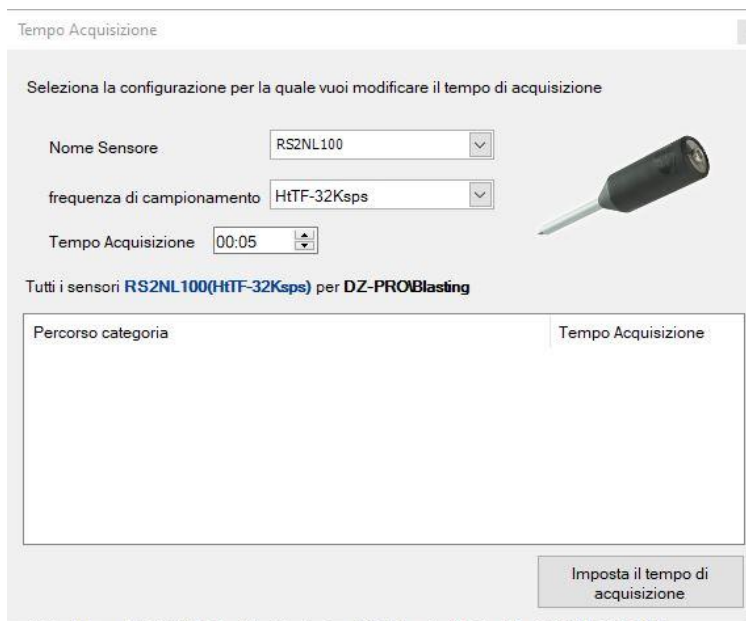 Tempo Acquisizione
Seleziona la configurazione per la quale vuoi modificare il tempo di acquisizione
Nome Sensore RS2NL100
frequenza di campionamento HtTF-32Ksps
Tempo Acquisizione 00:05
Tutti i sensori RS2NL100(HtTF-32Ksps) per DZ-PRO\Blasting
Percorso categoria Tempo Acquisizione
Imposta il tempo di
acquisizione